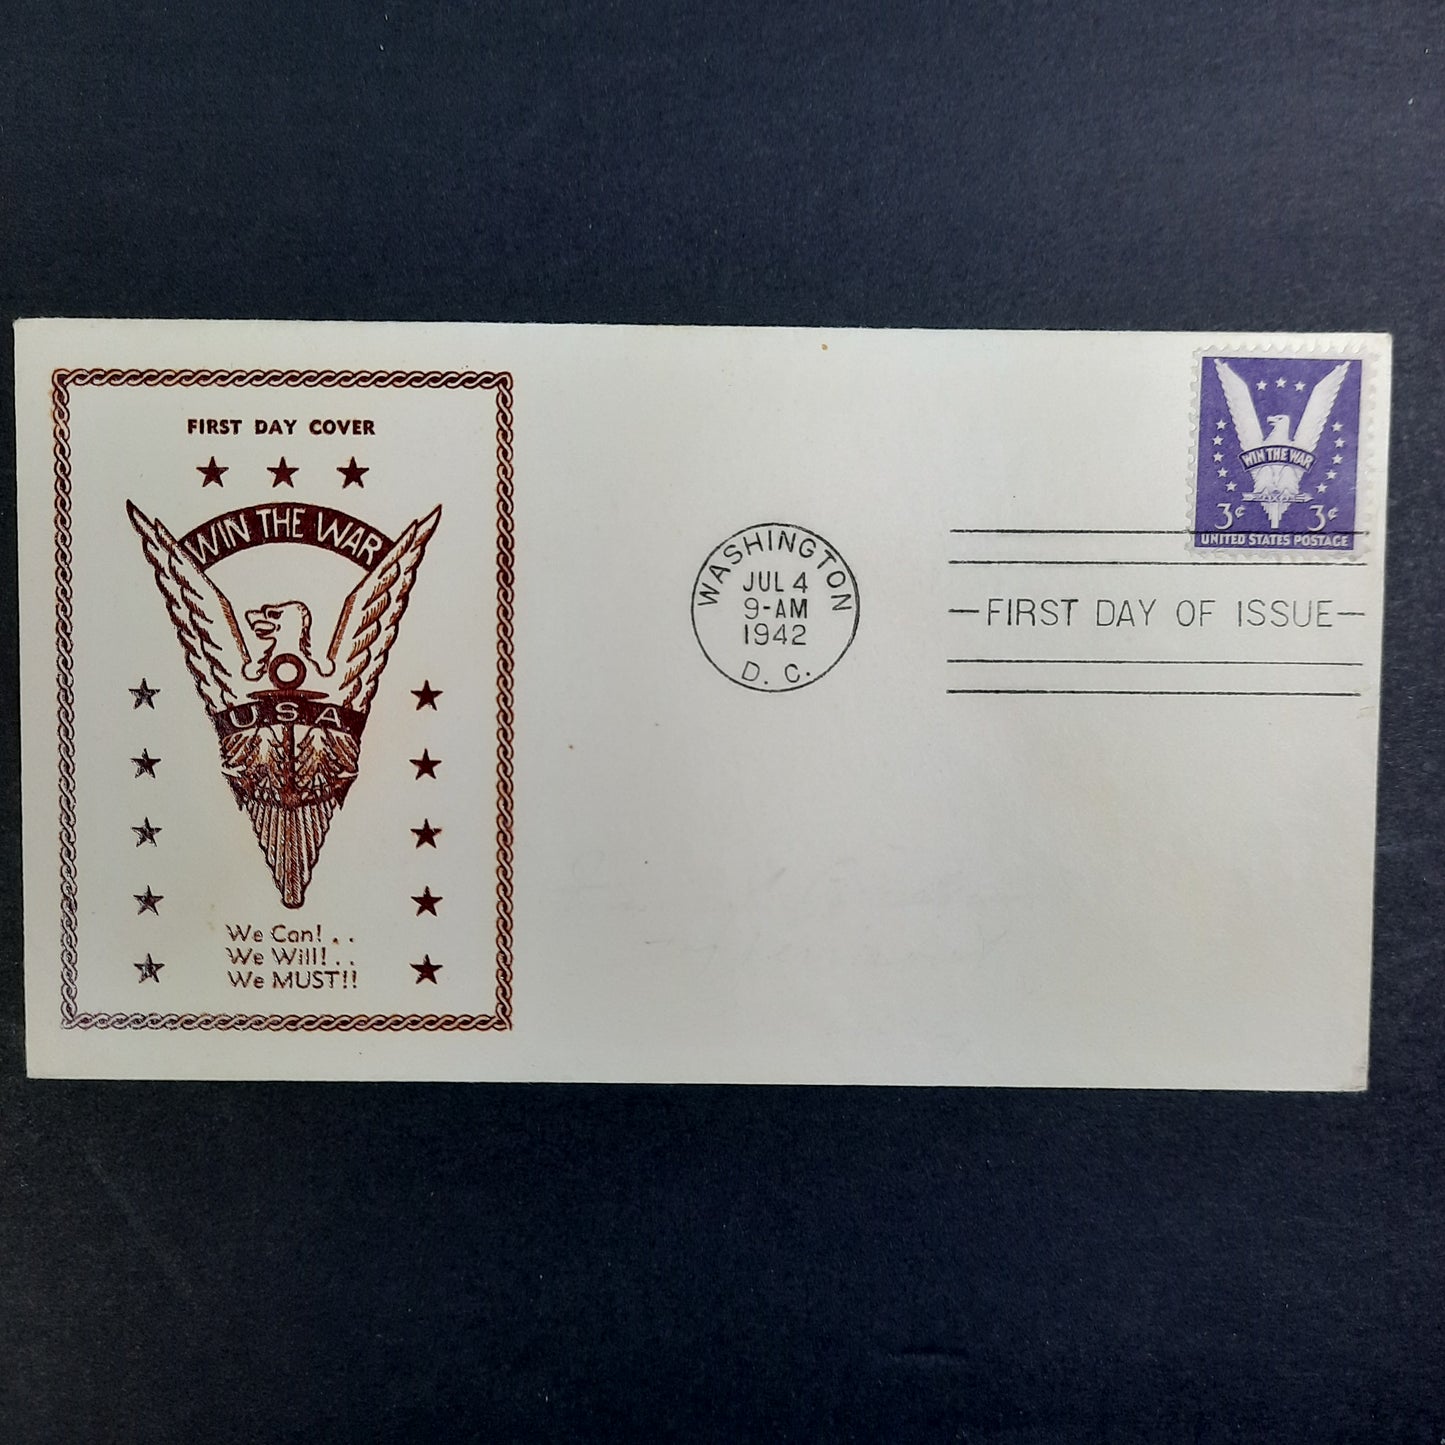 FIRST DAY COVER
WIN THE WAR
U.S.A.
We Can!..
We Will!..
We MUST!!
WASHINGTON
JUL 4
9-AM
1942
D. C.
FIRST DAY OF ISSUE
WIN THE WAR
3¢ 3¢
UNITED STATES POSTAGE